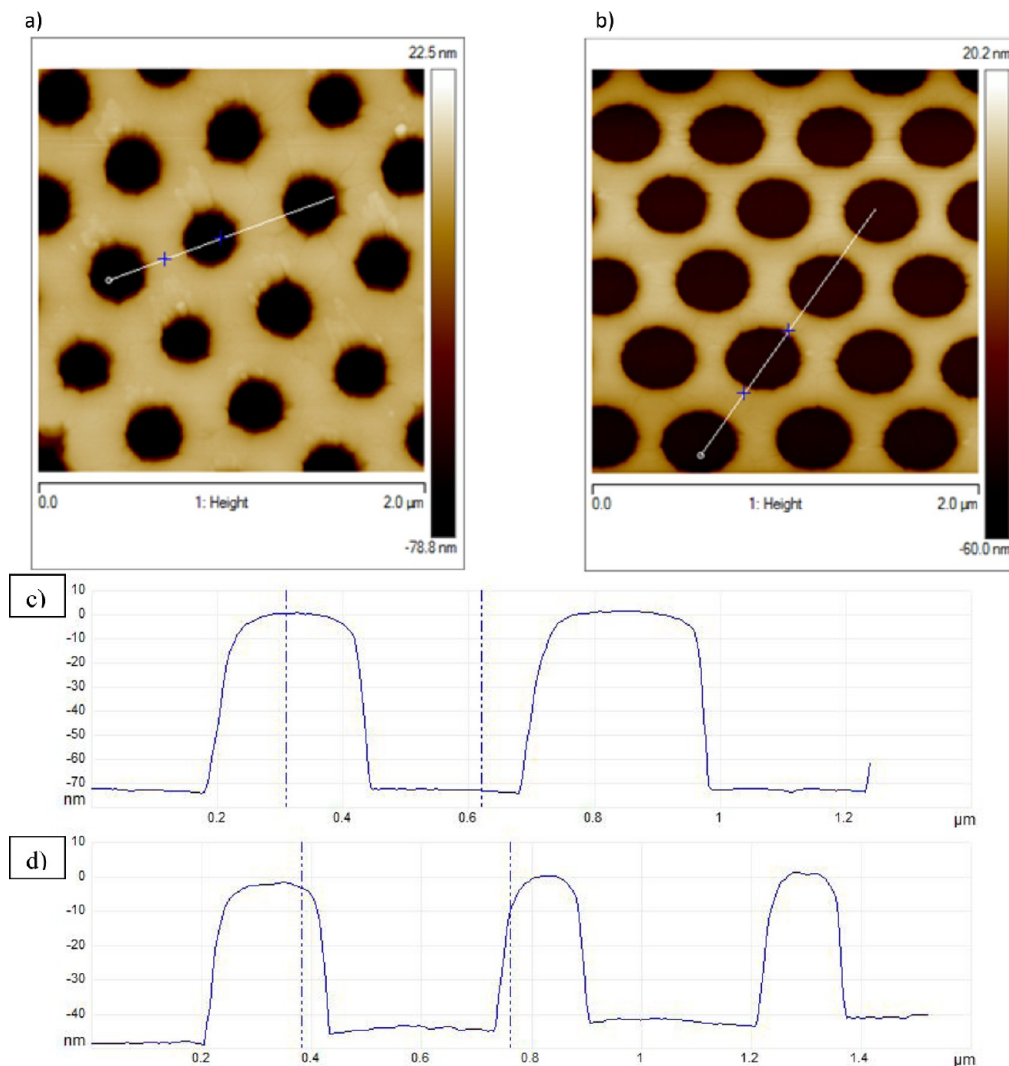 a)
b)
22.5 nm
20.2 nm
0.0 1: Height 2.0 µm
-78.8 nm
0.0 1: Height 2.0 µm
-60.0 nm
c)
10
0
-10
-20
-30
-40
-50
-60
-70
nm
0.2 0.4 0.6 0.8 1 1.2 µm
d)
10
0
-10
-20
-30
-40
nm
0.2 0.4 0.6 0.8 1 1.2 1.4 µm